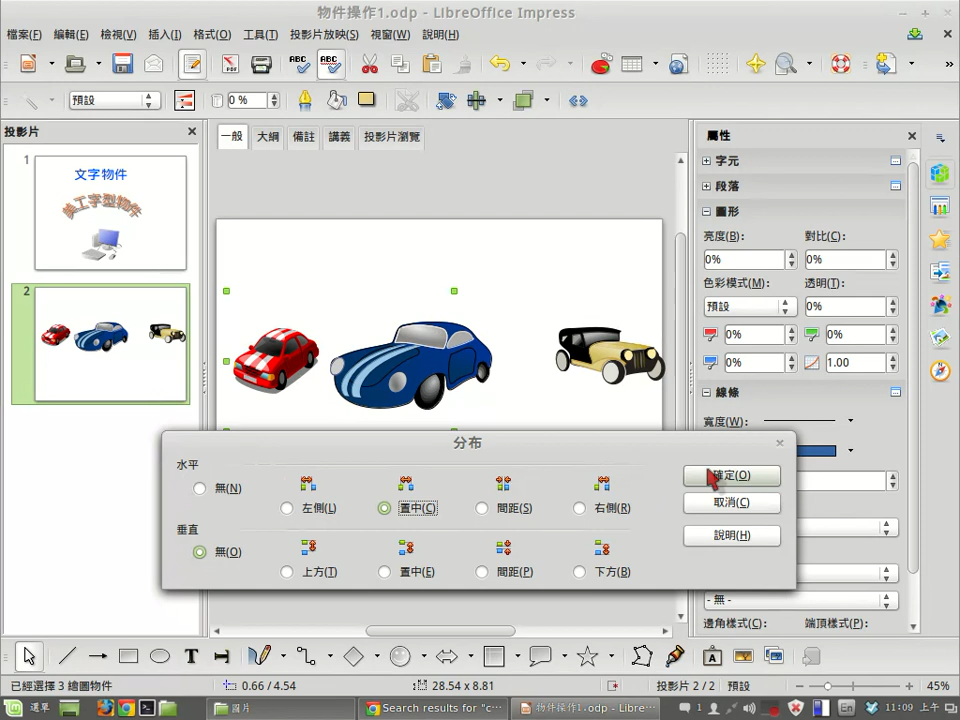 物件操作1.odp - LibreOffice Impress
檔案(F) 編輯(E) 檢視(V) 插入(I) 格式(O) 工具(T) 投影片放映(S) 視窗(W) 說明(H)
預設 0 %
投影片
一般 大綱 備註 講義 投影片瀏覽
屬性
1
文字物件
美工字型物件
2
字元
段落
圖形
亮度(B): 對比(C):
0% 0%
色彩模式(M): 透明(T):
預設 0%
0% 0%
0% 1.00
線條
寬度(W):
- 無 -
邊角樣式(C): 端頂樣式(P):
分布
水平
無(N)
左側(L) 置中(C) 間距(S) 右側(R)
垂直
無(O)
上方(T) 置中(E) 間距(P) 下方(B)
確定(O)
取消(C)
說明(H)
已經選擇 3 繪圖物件 0.66 / 4.54 28.54 x 8.81 投影片 2 / 2 預設 45%
選單 圖片 Search results for "c... 物件操作1.odp - Libre... 1 En 11:09 上午